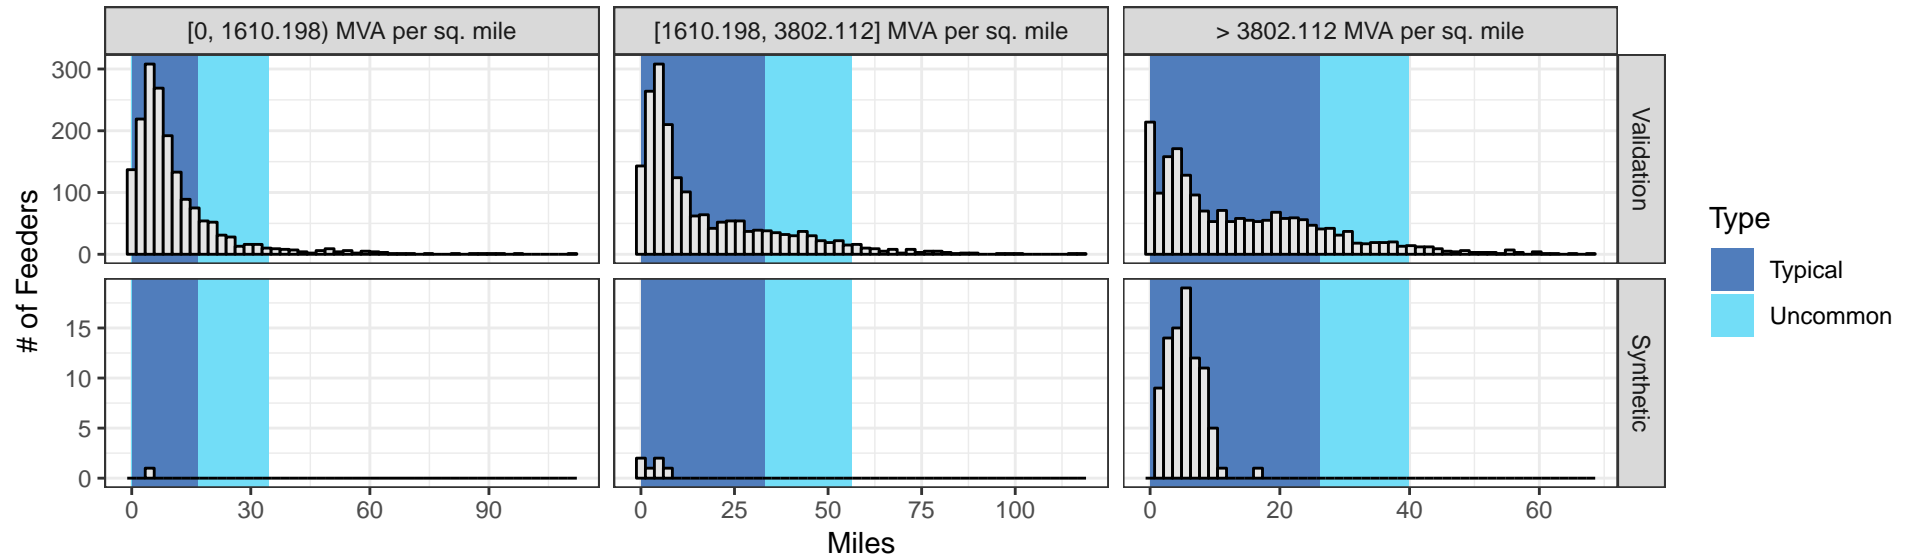 [0, 1610.198) MVA per sq. mile
[1610.198, 3802.112] MVA per sq. mile
> 3802.112 MVA per sq. mile
# of Feeders
300
200
100
0
Validation
15
10
5
0
Synthetic
0 30 60 90
0 25 50 75 100
0 20 40 60
Miles
Type
Typical
Uncommon